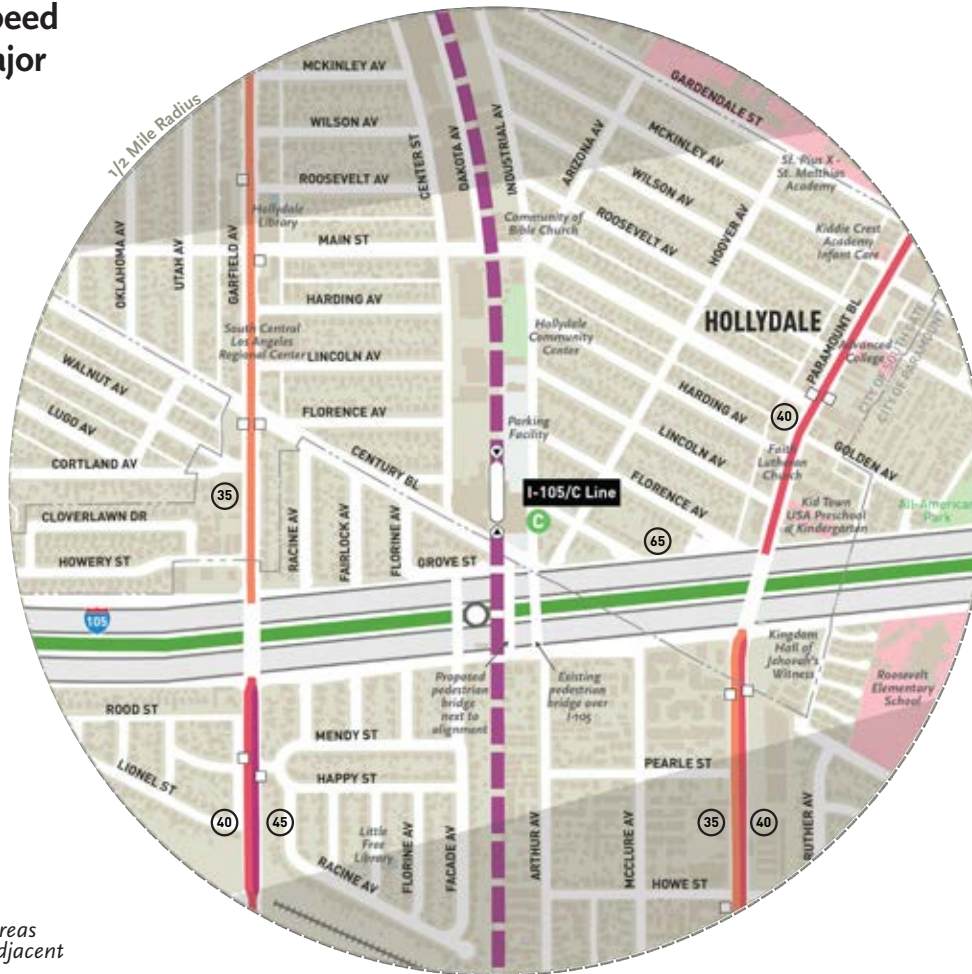 peed
ajor
1/2 Mile Radius
MCKINLEY AV
WILSON AV
ROOSEVELT AV
Hollydale
Library
MAIN ST
OKLAHOMA AV
UTAH AV
GARFIELD AV
HARDING AV
South Central
Los Angeles
Regional Center
LINCOLN AV
FLORENCE AV
WALNUT AV
LUGO AV
CORTLAND AV
CENTURY BL
35
CLOVERLAWN DR
HOWERY ST
RACINE AV
FAIRLOCK AV
FLORINE AV
GROVE ST
CENTER ST
DAKOTA AV
INDUSTRIAL AV
ARIZONA AV
GARDENDALE ST
MCKINLEY AV
WILSON AV
ROOSEVELT AV
HOOVER AV
St. Pius X -
St. Matthias
Academy
Community of
Bible Church
Kiddie Crest
Academy
Infant Care
Hollydale
Community
Center
HOLLYDALE
PARAMOUNT BL
Advanced
College
CITY OF SOUTH GATE
CITY OF PARAMOUNT
HARDING AV
40
LINCOLN AV
GOLDEN AV
Parking
Facility
Faith
Lutheran
Church
FLORENCE AV
I-105/C Line
C
Kid Town
USA Preschool
& Kindergarten
All-American
Park
65
105
Proposed
pedestrian
bridge
next to
alignment
Existing
pedestrian
bridge over
I-105
Kingdom
Hall of
Jehovah's
Witness
Roosevelt
Elementary
School
ROOD ST
MENDY ST
LIONEL ST
HAPPY ST
PEARLE ST
40
45
Little
Free
Library
RACINE AV
FLORINE AV
FACADE AV
ARTHUR AV
MCCLURE AV
35
40
RUTHER AV
HOWE ST
reas
djacent